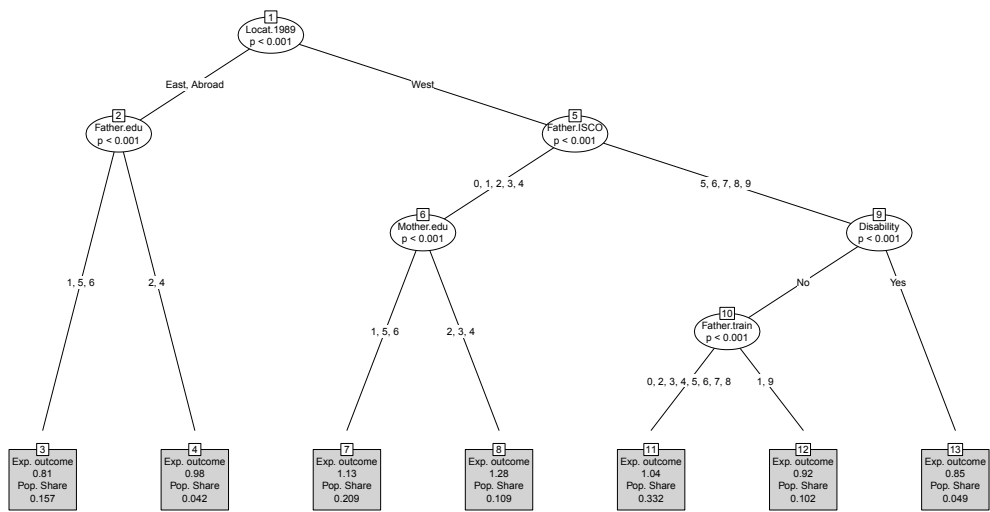 1
Locat.1989
p < 0.001
East, Abroad
West
2
Father.edu
p < 0.001
5
Father.ISCO
p < 0.001
0, 1, 2, 3, 4
5, 6, 7, 8, 9
6
Mother.edu
p < 0.001
9
Disability
p < 0.001
1, 5, 6
2, 4
No
Yes
10
Father.train
p < 0.001
1, 5, 6
2, 3, 4
0, 2, 3, 4, 5, 6, 7, 8
1, 9
3
Exp. outcome
0.81
Pop. Share
0.157
4
Exp. outcome
0.98
Pop. Share
0.042
7
Exp. outcome
1.13
Pop. Share
0.209
8
Exp. outcome
1.28
Pop. Share
0.109
11
Exp. outcome
1.04
Pop. Share
0.332
12
Exp. outcome
0.92
Pop. Share
0.102
13
Exp. outcome
0.85
Pop. Share
0.049